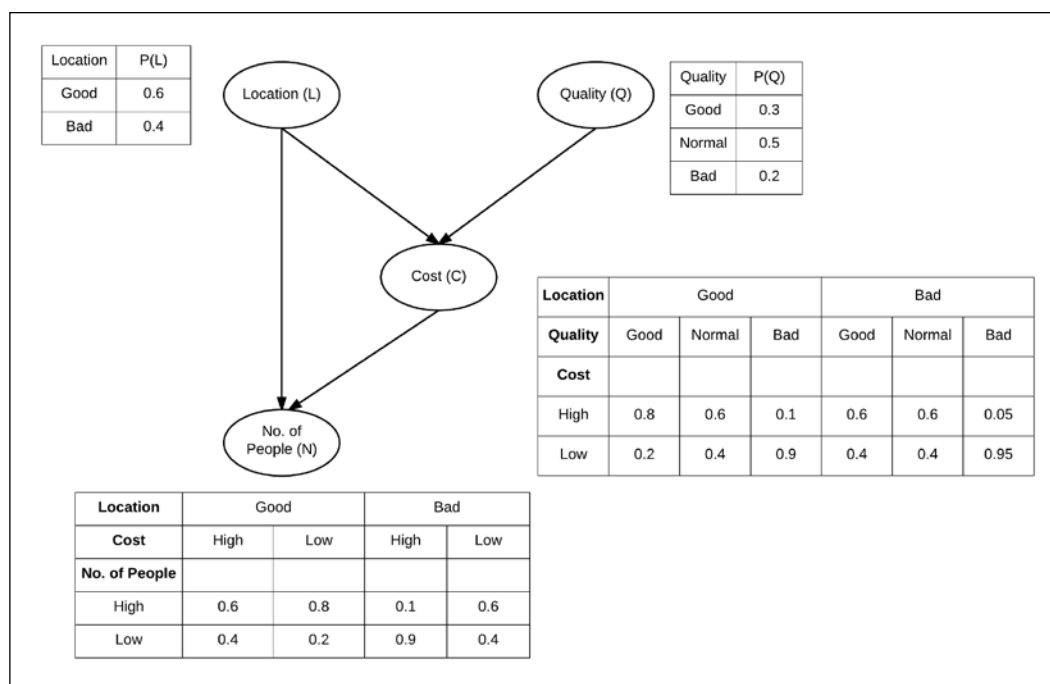 Location P(L)
Good 0.6
Bad 0.4
Location (L)
Quality (Q)
Quality P(Q)
Good 0.3
Normal 0.5
Bad 0.2
Cost (C)
Location Good Bad
Quality Good Normal Bad Good Normal Bad
Cost
High 0.8 0.6 0.1 0.6 0.6 0.05
Low 0.2 0.4 0.9 0.4 0.4 0.95
No. of
People (N)
Location Good Bad
Cost High Low High Low
No. of People
High 0.6 0.8 0.1 0.6
Low 0.4 0.2 0.9 0.4